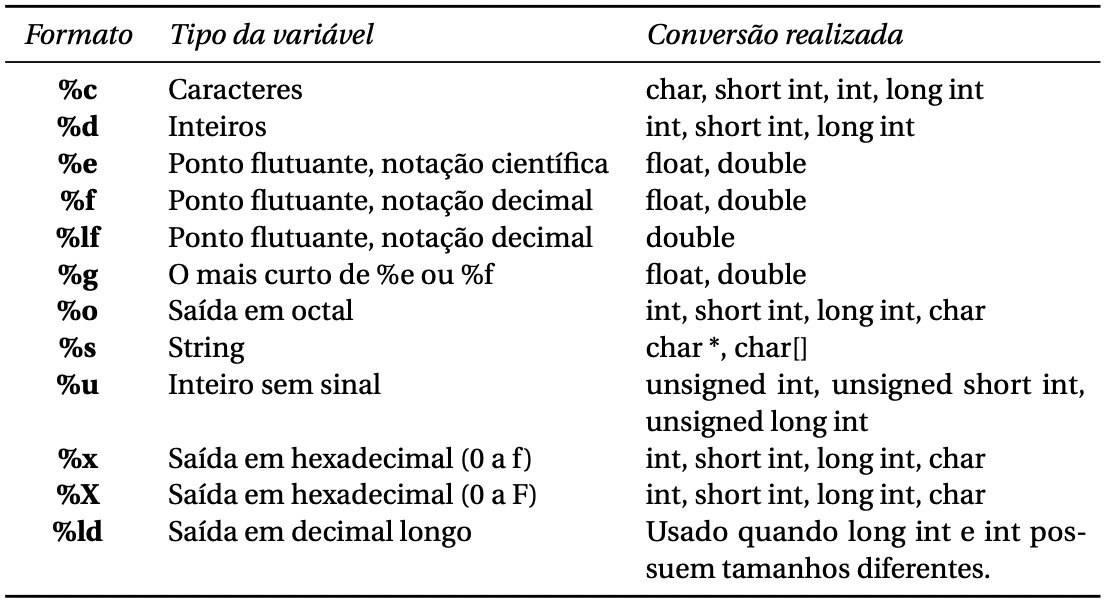 Formato Tipo da variável Conversão realizada
%c Caracteres char, short int, int, long int
%d Inteiros int, short int, long int
%e Ponto flutuante, notação científica float, double
%f Ponto flutuante, notação decimal float, double
%lf Ponto flutuante, notação decimal double
%g O mais curto de %e ou %f float, double
%o Saída em octal int, short int, long int, char
%s String char *, char[]
%u Inteiro sem sinal unsigned int, unsigned short int,
unsigned long int
%x Saída em hexadecimal (0 a f) int, short int, long int, char
%X Saída em hexadecimal (0 a F) int, short int, long int, char
%ld Saída em decimal longo Usado quando long int e int pos-
suem tamanhos diferentes.